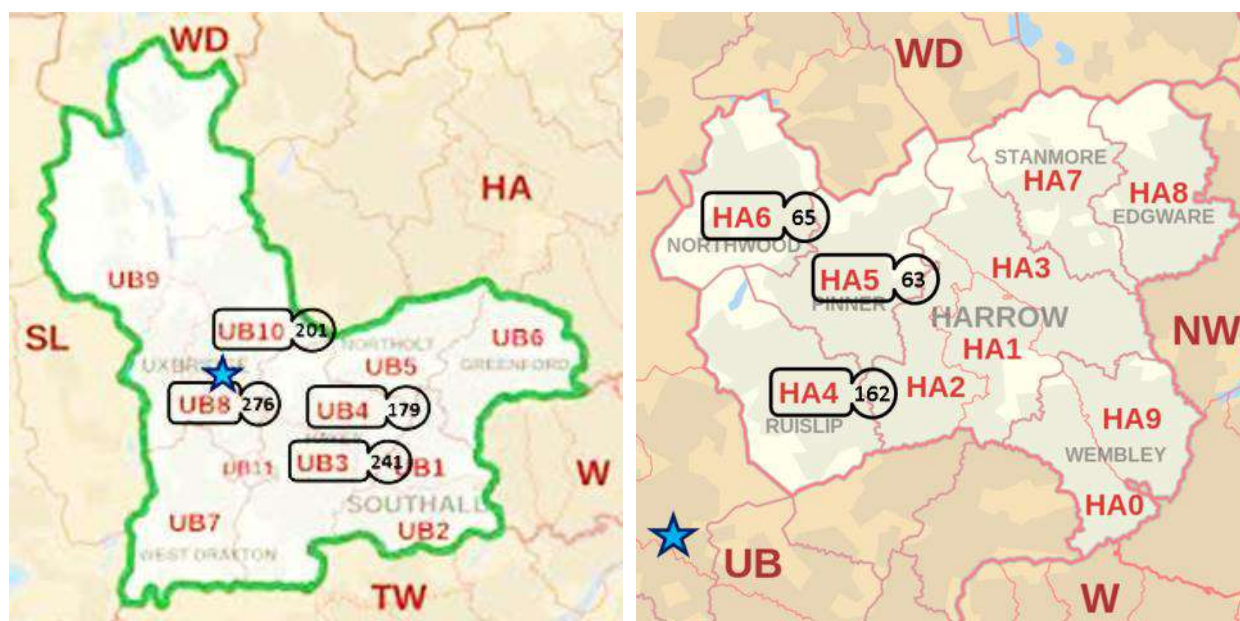 WD
HA
UB9
SL
UB10 201
NORTHOLT
UB6
UXBRIDGE
UB5
GREENFORD
UB8 276
UB4 179
UB3 241
UB1
UB11
W
SOUTHALL
UB7
UB2
WEST DRAYTON
TW
WD
STANMORE
HA7
HA8
EDGWARE
HA6 65
NORTHWOOD
HA5 63
PINNER
HA3
HARROW
NW
HA1
HA4 162
HA2
RUISLIP
HA9
WEMBLEY
HA0
UB
W